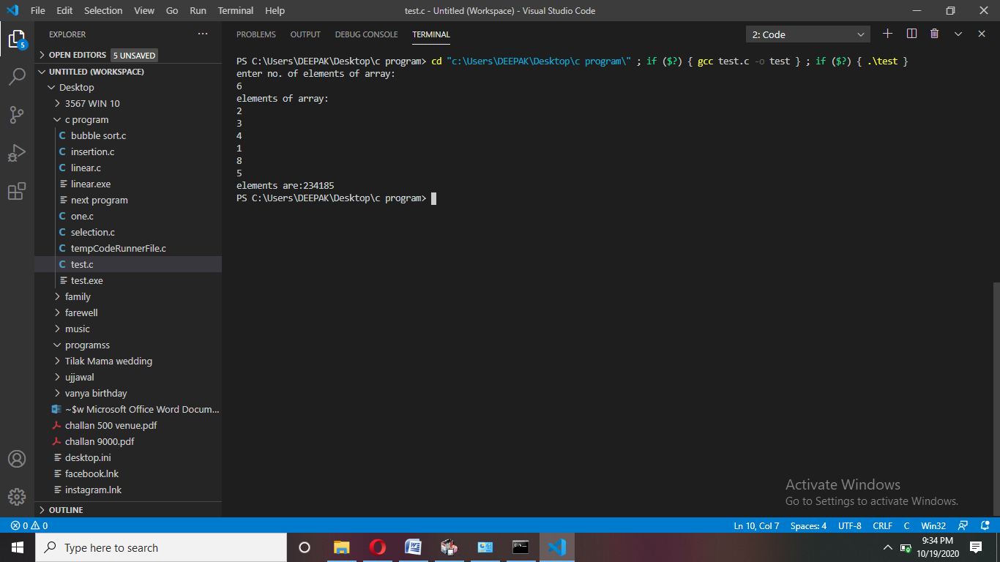 File Edit Selection View Go Run Terminal Help
test.c - Untitled (Workspace) - Visual Studio Code
5
EXPLORER
OPEN EDITORS 5 UNSAVED
UNTITLED (WORKSPACE)
Desktop
3567 WIN 10
c program
C bubble sort.c
C insertion.c
C linear.c
linear.exe
next program
C one.c
C selection.c
C tempCodeRunnerFile.c
C test.c
test.exe
family
farewell
music
programss
Tilak Mama wedding
ujjawal
vanya birthday
~$w Microsoft Office Word Docum...
challan 500 venue.pdf
challan 9000.pdf
desktop.ini
facebook.lnk
instagram.lnk
OUTLINE
PROBLEMS OUTPUT DEBUG CONSOLE TERMINAL
2: Code
PS C:\Users\DEEPAK\Desktop\c program> cd "c:\Users\DEEPAK\Desktop\c program\" ; if ($?) { gcc test.c -o test } ; if ($?) { .\test }
enter no. of elements of array:
6
elements of array:
2
3
4
1
8
5
elements are:234185
PS C:\Users\DEEPAK\Desktop\c program>
Activate Windows
Go to Settings to activate Windows.
0 0
Ln 10, Col 7 Spaces: 4 UTF-8 CRLF C Win32
Type here to search
9:34 PM
10/19/2020